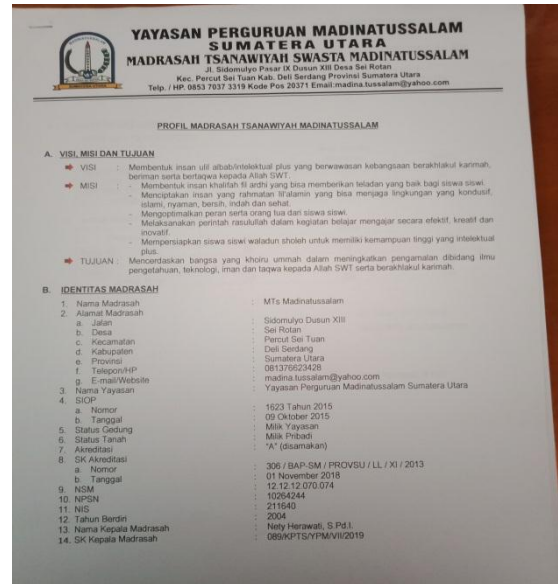 YAYASAN PERGURUAN MADINATUSSALAM
SUMATERA UTARA
MADRASAH TSANAWIYAH SWASTA MADINATUSSALAM
Jl. Sidomulyo Pasar IX Dusun XIII Desa Sei Rotan
Kec. Percut Sei Tuan Kab. Deli Serdang Provinsi Sumatera Utara
Telp. / HP. 0853 7037 3319 Kode Pos 20371 Email:madina.tussalam@yahoo.com
PROFIL MADRASAH TSANAWIYAH MADINATUSSALAM
A. VISI, MISI DAN TUJUAN
VISI : Membentuk insan ulil albab/intelektual plus yang berwawasan kebangsaan berakhlakul karimah,
beriman serta bertaqwa kepada Allah SWT.
MISI : - Membentuk insan khalifah fil ardhi yang bisa memberikan teladan yang baik bagi siswa siswi.
- Menciptakan insan yang rahmatan lil'alamin yang bisa menjaga lingkungan yang kondusif,
islami, nyaman, bersih, indah dan sehat.
- Mengoptimalkan peran serta orang tua dari siswa siswi.
- Melaksanakan perintah rasulullah dalam kegiatan belajar mengajar secara efektif, kreatif dan
inovatif.
- Mempersiapkan siswa siswi waladun sholeh untuk memiliki kemampuan tinggi yang intelektual
plus.
TUJUAN : Mencerdaskan bangsa yang khoiru ummah dalam meningkatkan pengamalan dibidang ilmu
pengetahuan, teknologi, iman dan taqwa kepada Allah SWT serta berakhlakul karimah.
B. IDENTITAS MADRASAH
1. Nama Madrasah : MTs Madinatussalam
2. Alamat Madrasah
a. Jalan : Sidomulyo Dusun XIII
b. Desa : Sei Rotan
c. Kecamatan : Percut Sei Tuan
d. Kabupaten : Deli Serdang
e. Provinsi : Sumatera Utara
f. Telepon/HP : 081376623428
g. E-mail/Website : madina.tussalam@yahoo.com
3. Nama Yayasan : Yayasan Perguruan Madinatussalam Sumatera Utara
4. SIOP
a. Nomor : 1623 Tahun 2015
b. Tanggal : 09 Oktober 2015
5. Status Gedung : Milik Yayasan
6. Status Tanah : Milik Pribadi
7. Akreditasi : "A" (disamakan)
8. SK Akreditasi
a. Nomor : 306 / BAP-SM / PROVSU / LL / XI / 2013
b. Tanggal : 01 November 2018
9. NSM : 12.12.12.070.074
10. NPSN : 10264244
11. NIS : 211640
12. Tahun Berdiri : 2004
13. Nama Kepala Madrasah : Nety Herawati, S.Pd.I.
14. SK Kepala Madrasah : 089/KPTS/YPM/VII/2019